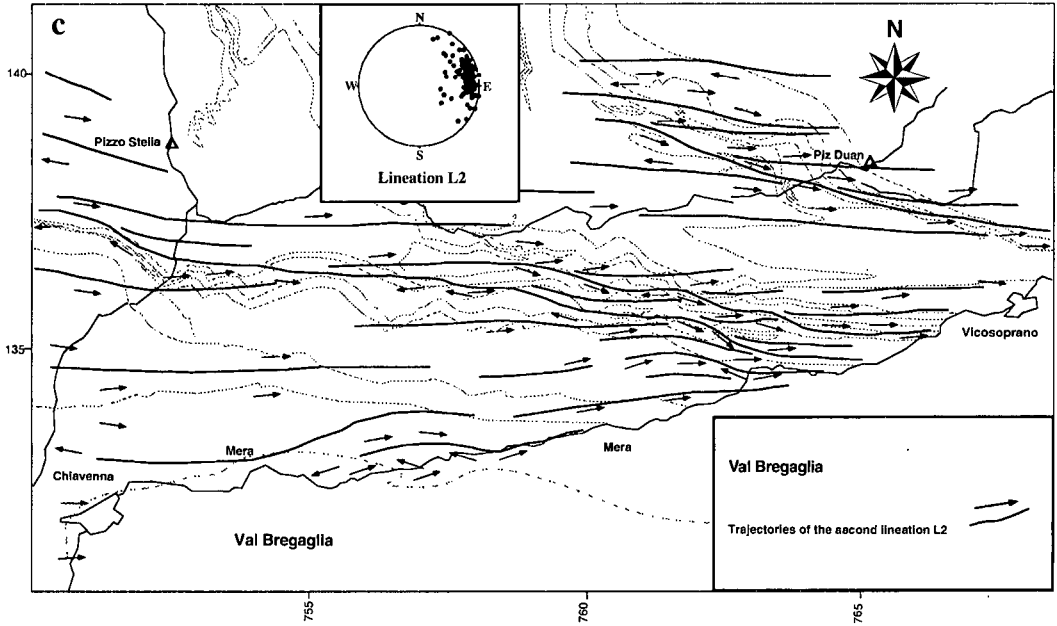 c
N
W
E
S
Lineation L2
N
140
Pizzo Stella
Piz Duan
135
Vicosoprano
Mera
Mera
Chiavenna
Val Bregaglia
Val Bregaglia
Trajectories of the second lineation L2
755
760
765